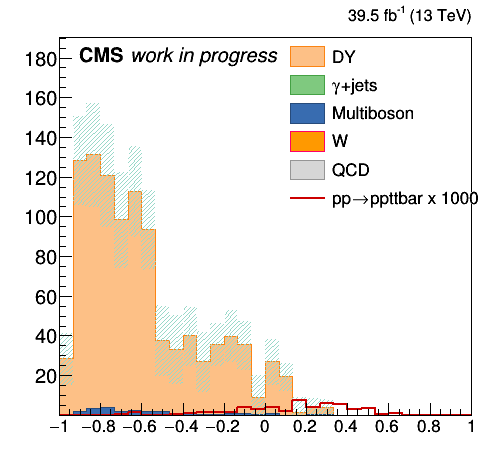 39.5 fb⁻¹ (13 TeV)
CMS work in progress
DY
γ+jets
Multiboson
W
QCD
pp→ppttbar x 1000
180
160
140
120
100
80
60
40
20
−1 −0.8 −0.6 −0.4 −0.2 0 0.2 0.4 0.6 0.8 1